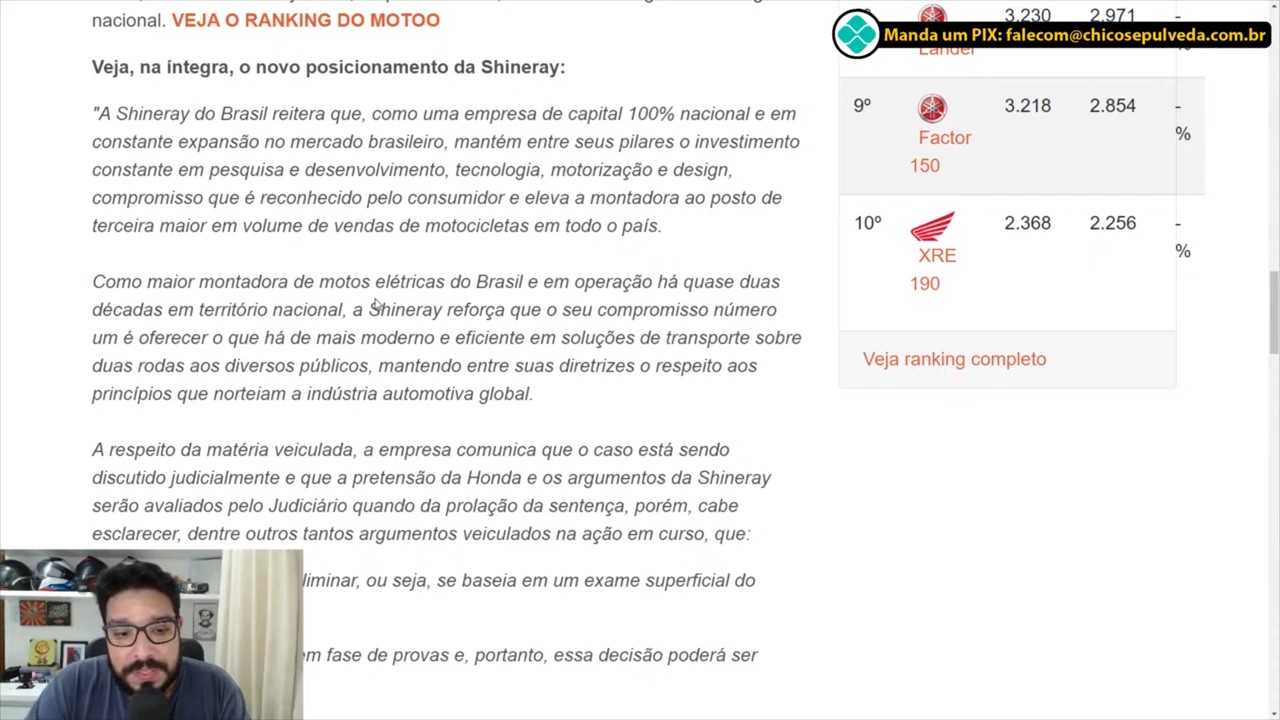 nacional. VEJA O RANKING DO MOTOO
Veja, na íntegra, o novo posicionamento da Shineray:
"A Shineray do Brasil reitera que, como uma empresa de capital 100% nacional e em
constante expansão no mercado brasileiro, mantém entre seus pilares o investimento
constante em pesquisa e desenvolvimento, tecnologia, motorização e design,
compromisso que é reconhecido pelo consumidor e eleva a montadora ao posto de
terceira maior em volume de vendas de motocicletas em todo o país.
Como maior montadora de motos elétricas do Brasil e em operação há quase duas
décadas em território nacional, a Shineray reforça que o seu compromisso número
um é oferecer o que há de mais moderno e eficiente em soluções de transporte sobre
duas rodas aos diversos públicos, mantendo entre suas diretrizes o respeito aos
princípios que norteiam a indústria automotiva global.
A respeito da matéria veiculada, a empresa comunica que o caso está sendo
discutido judicialmente e que a pretensão da Honda e os argumentos da Shineray
serão avaliados pelo Judiciário quando da prolação da sentença, porém, cabe
esclarecer, dentre outros tantos argumentos veiculados na ação em curso, que:
liminar, ou seja, se baseia em um exame superficial do
em fase de provas e, portanto, essa decisão poderá ser
3.230 2.971 -
Manda um PIX: falecom@chicosepulveda.com.br
Lander
9º 3.218 2.854 -
%
Factor
150
10º 2.368 2.256 -
%
XRE
190
Veja ranking completo